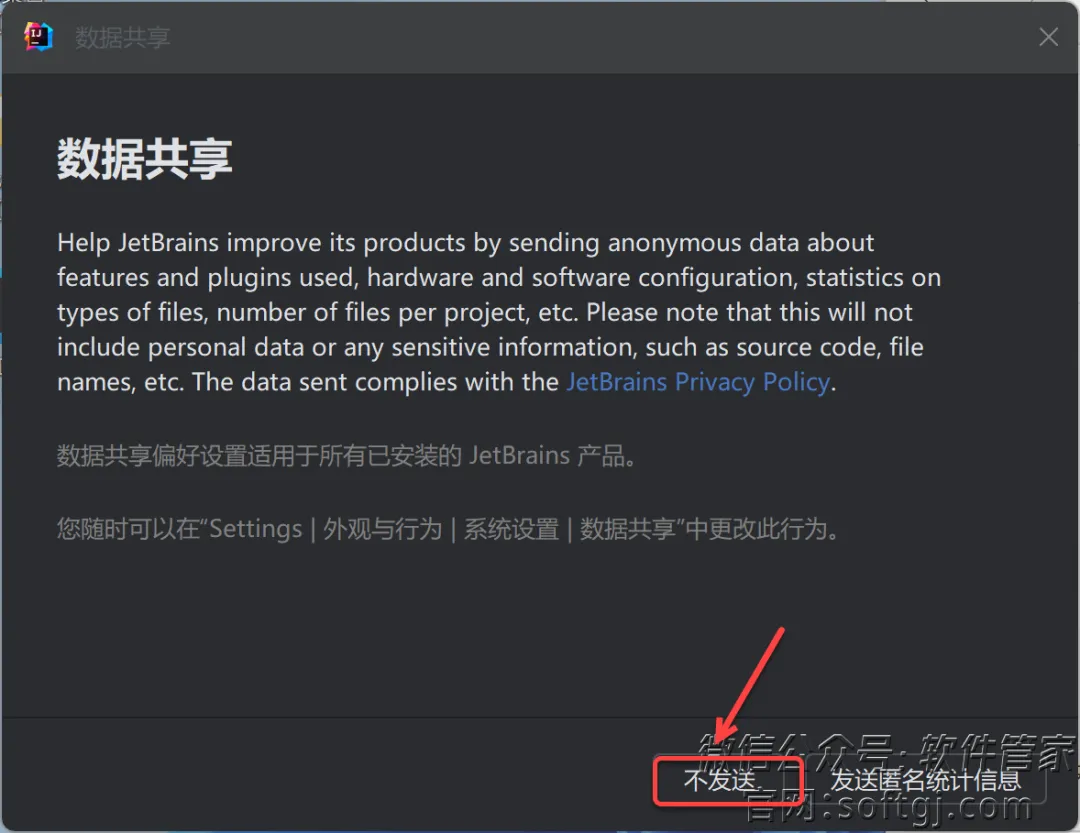 IJ
数据共享
数据共享
Help JetBrains improve its products by sending anonymous data about
features and plugins used, hardware and software configuration, statistics on
types of files, number of files per project, etc. Please note that this will not
include personal data or any sensitive information, such as source code, file
names, etc. The data sent complies with the JetBrains Privacy Policy.
数据共享偏好设置适用于所有已安装的 JetBrains 产品。
您随时可以在“Settings | 外观与行为 | 系统设置 | 数据共享”中更改此行为。
微信公众号:软件管家
不发送 发送匿名统计信息
官网:softgj.com